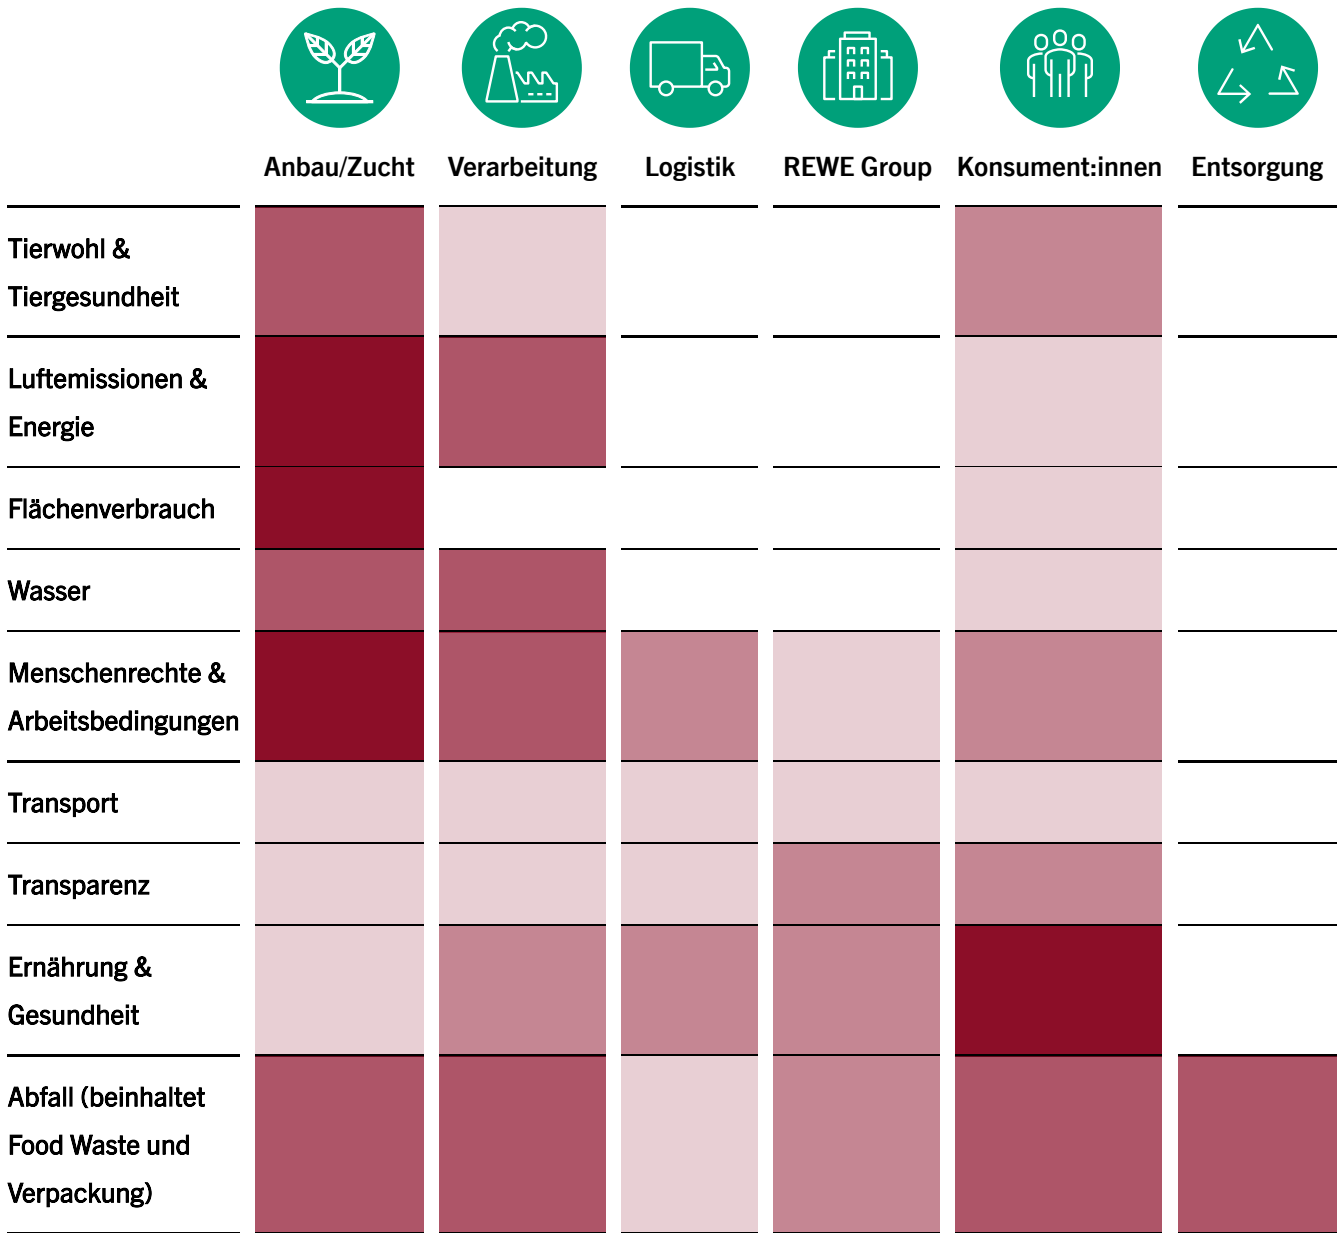 Anbau/Zucht Verarbeitung Logistik REWE Group Konsument:innen Entsorgung
Tierwohl &
Tiergesundheit
Luftemissionen &
Energie
Flächenverbrauch
Wasser
Menschenrechte &
Arbeitsbedingungen
Transport
Transparenz
Ernährung &
Gesundheit
Abfall (beinhaltet
Food Waste und
Verpackung)